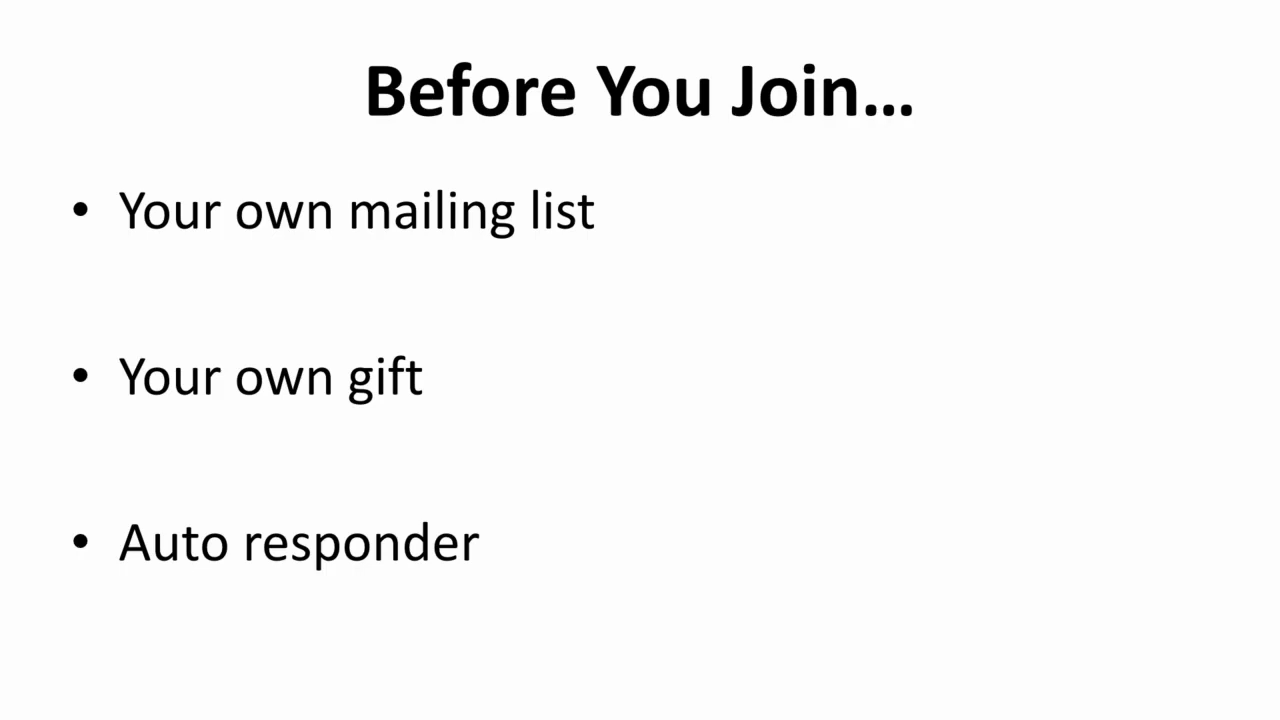 Before You Join...
• Your own mailing list
• Your own gift
• Auto responder